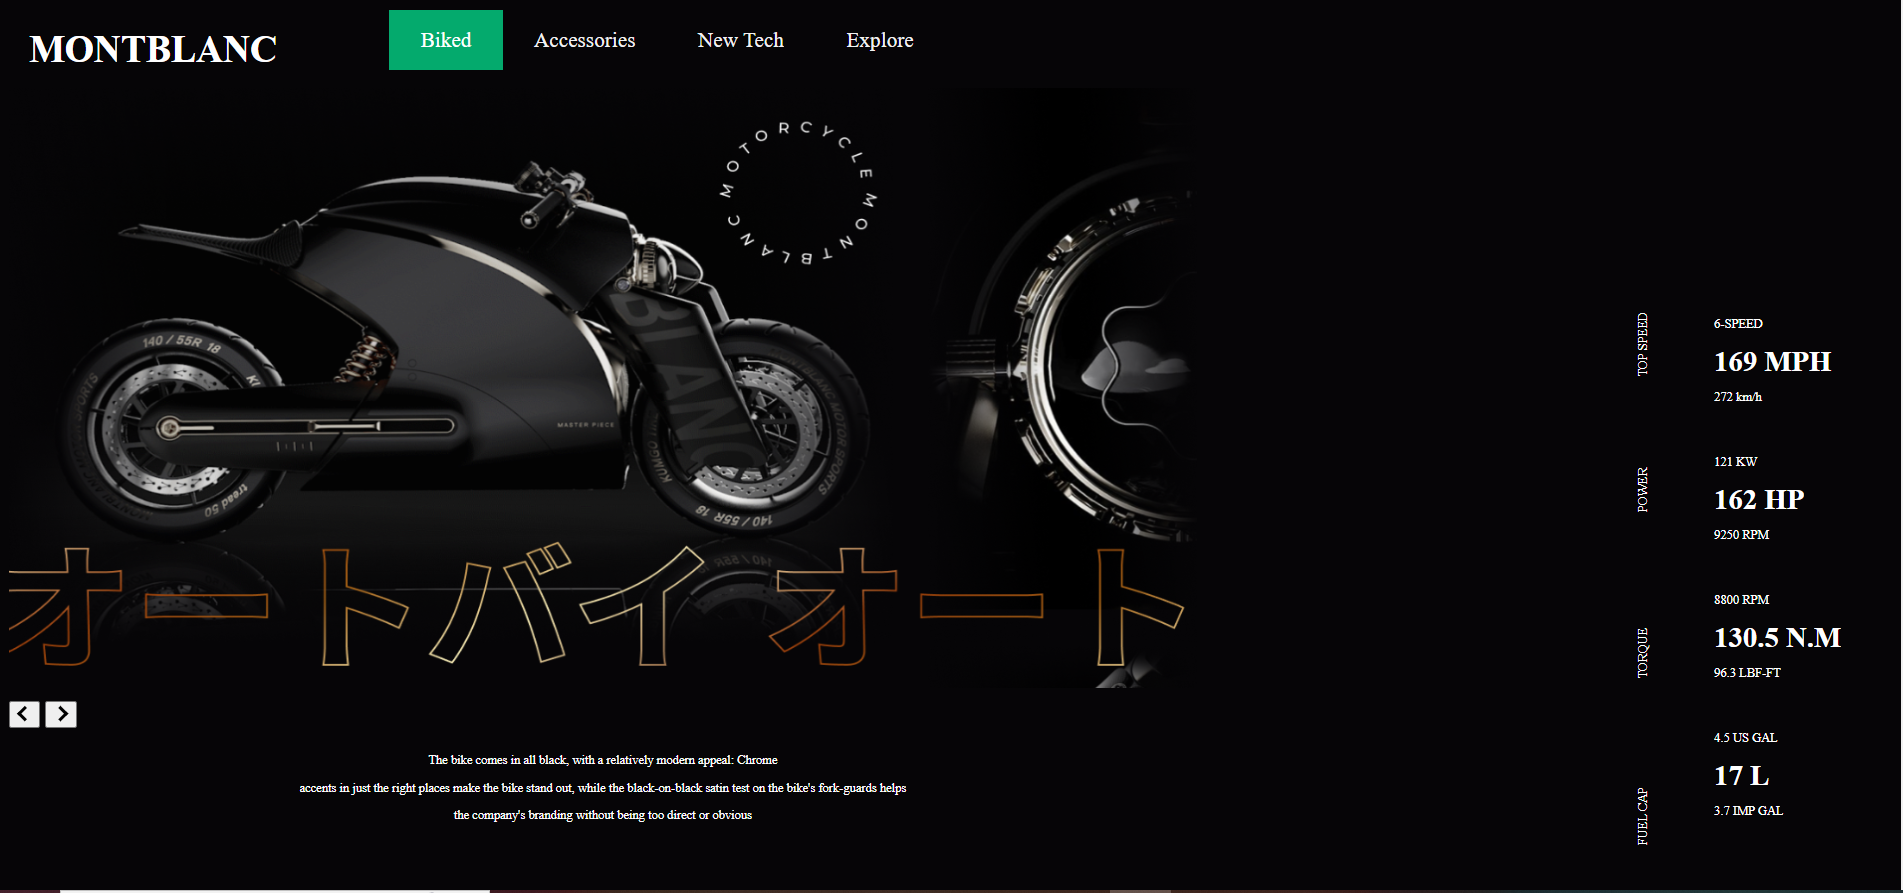 MONTBLANC
Biked
Accessories
New Tech
Explore
MOTORCYCLE MONTBLANC
140 / 55R 18
BLANC
MASTER PIECE
tread 50
KUMGO
MONTBLANC MOTORSPORTS
140 / 55R 18
オートバイオート
The bike comes in all black, with a relatively modern appeal: Chrome
accents in just the right places make the bike stand out, while the black-on-black satin test on the bike's fork-guards helps
the company's branding without being too direct or obvious
TOP SPEED
6-SPEED
169 MPH
272 km/h
POWER
121 KW
162 HP
9250 RPM
TORQUE
8800 RPM
130.5 N.M
96.3 LBF-FT
FUEL CAP
4.5 US GAL
17 L
3.7 IMP GAL